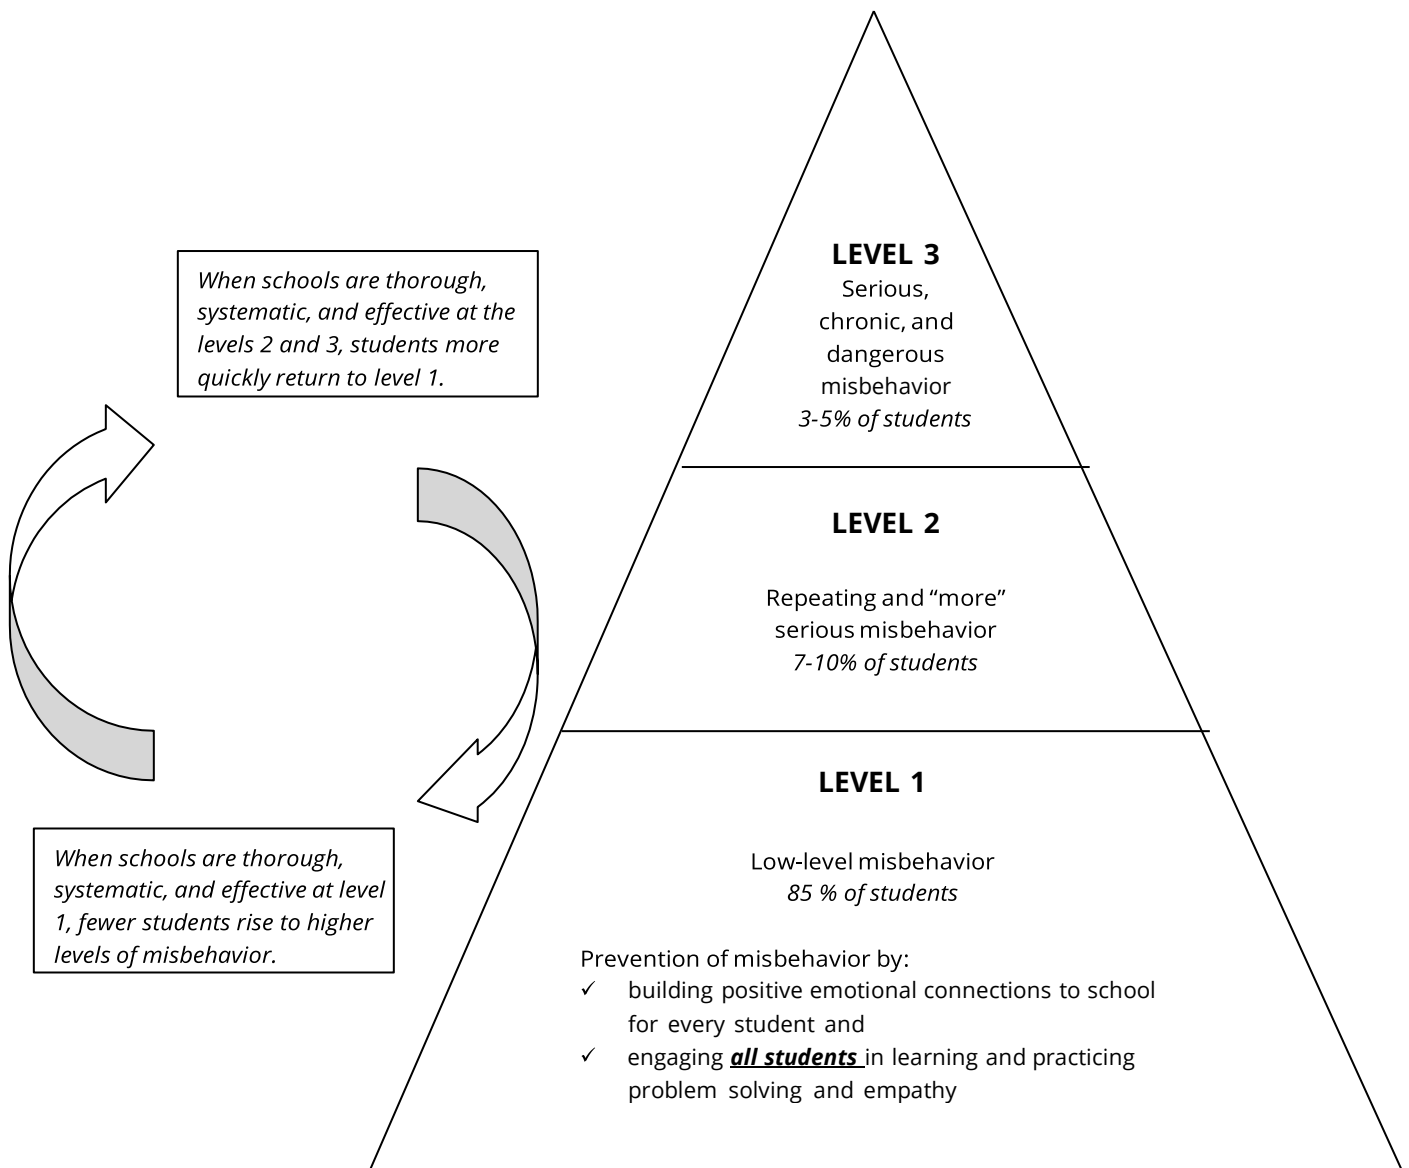 When schools are thorough,
systematic, and effective at the
levels 2 and 3, students more
quickly return to level 1.
When schools are thorough,
systematic, and effective at level
1, fewer students rise to higher
levels of misbehavior.
LEVEL 3
Serious,
chronic, and
dangerous
misbehavior
3-5% of students
LEVEL 2
Repeating and “more”
serious misbehavior
7-10% of students
LEVEL 1
Low-level misbehavior
85 % of students
Prevention of misbehavior by:
✓ building positive emotional connections to school
for every student and
✓ engaging all students in learning and practicing
problem solving and empathy